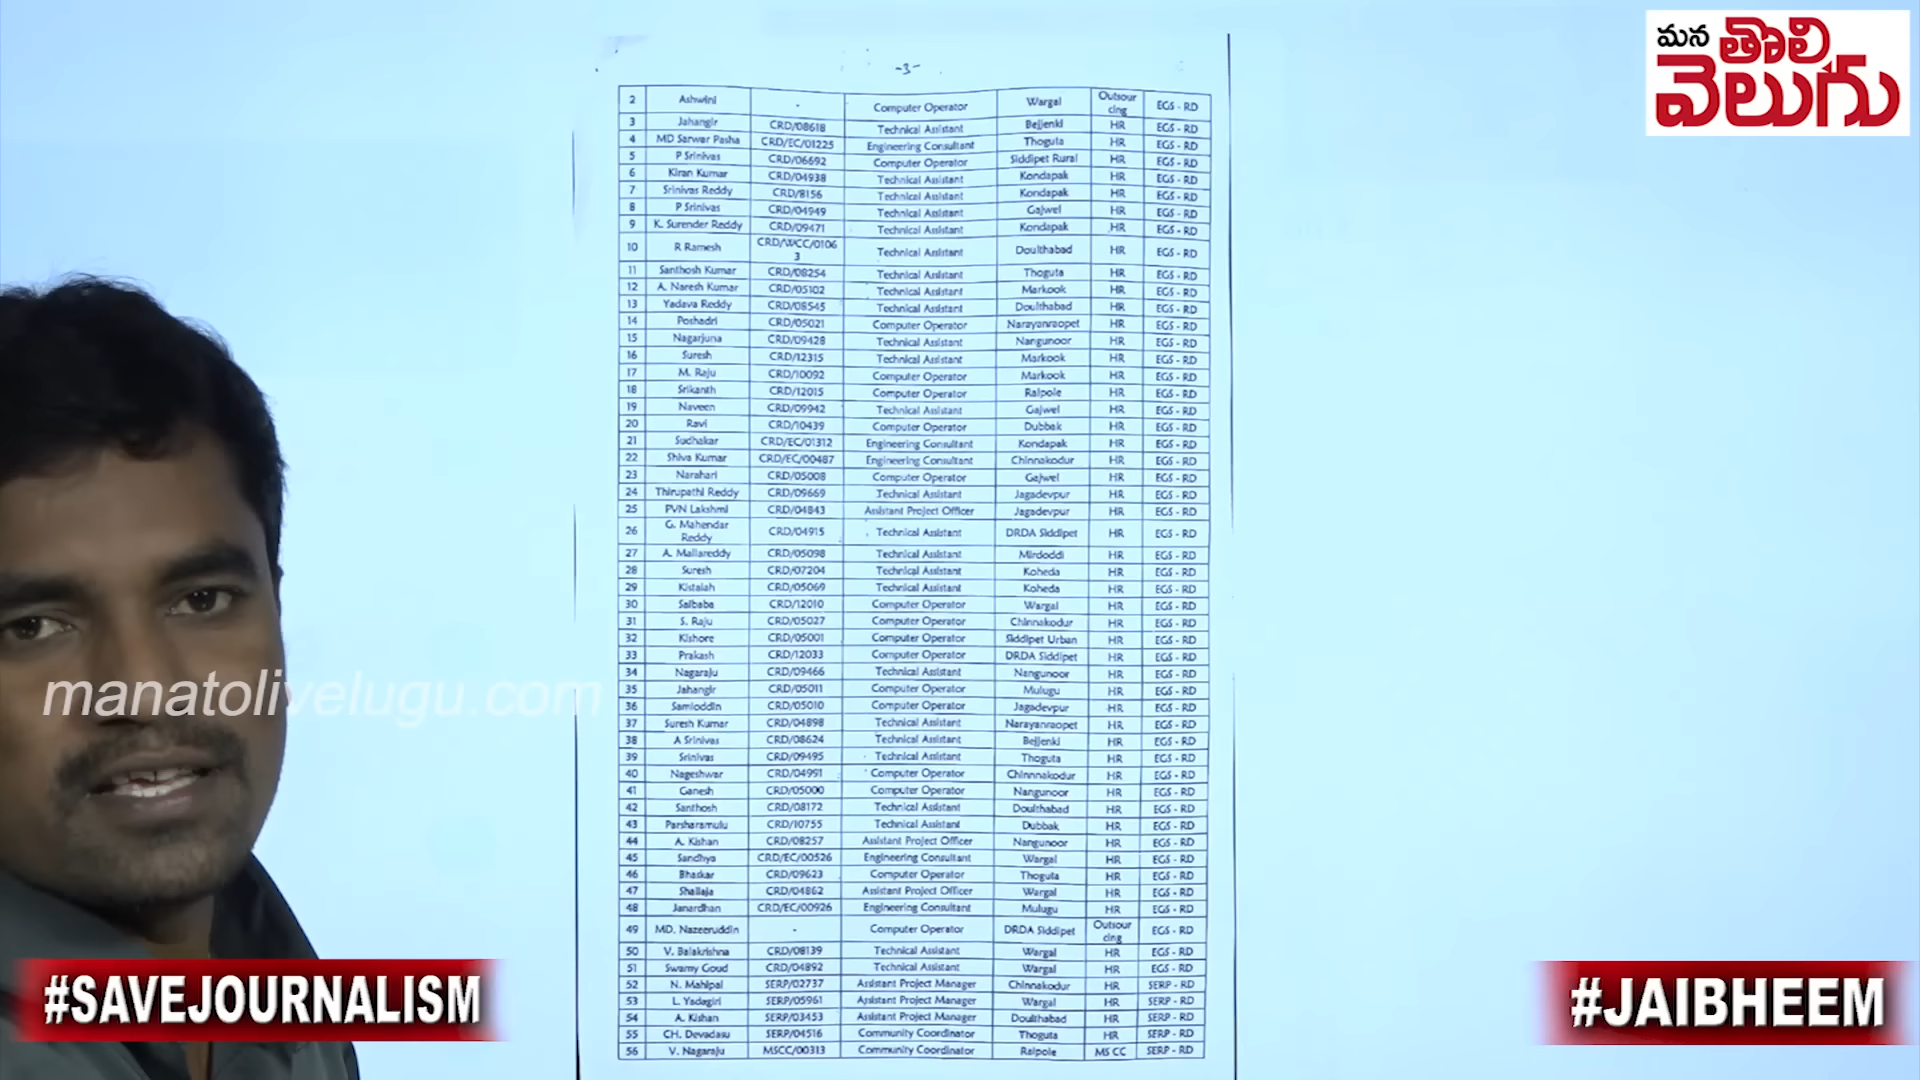 మన తొలి
వెలుగు
-3-
2 Ashwini - Computer Operator Wargal Outsourcing EGS - RD
3 Jahangir CRD/08618 Technical Assistant Bejjenki HR EGS - RD
4 MD Sarwar Pasha CRD/EC/01225 Engineering Consultant Thoguta HR EGS - RD
5 P Srinivas CRD/06692 Computer Operator Siddipet Rural HR EGS - RD
6 Kiran Kumar CRD/04938 Technical Assistant Kondapak HR EGS - RD
7 Srinivas Reddy CRD/8156 Technical Assistant Kondapak HR EGS - RD
8 P Srinivas CRD/04949 Technical Assistant Gajwel HR EGS - RD
9 K. Surender Reddy CRD/09471 Technical Assistant Kondapak HR EGS - RD
10 R Ramesh CRD/WCC/01063 Technical Assistant Doulthabad HR EGS - RD
11 Santhosh Kumar CRD/08254 Technical Assistant Thoguta HR EGS - RD
12 A. Naresh Kumar CRD/05102 Technical Assistant Markook HR EGS - RD
13 Yadava Reddy CRD/08545 Technical Assistant Doulthabad HR EGS - RD
14 Poshadri CRD/05021 Computer Operator Narayanraopet HR EGS - RD
15 Nagarjuna CRD/09428 Technical Assistant Nangunoor HR EGS - RD
16 Suresh CRD/12315 Technical Assistant Markook HR EGS - RD
17 M. Raju CRD/10092 Computer Operator Markook HR EGS - RD
18 Srikanth CRD/12015 Computer Operator Raipole HR EGS - RD
19 Naveen CRD/09942 Technical Assistant Gajwel HR EGS - RD
20 Ravi CRD/10439 Computer Operator Dubbak HR EGS - RD
21 Sudhakar CRD/EC/01312 Engineering Consultant Kondapak HR EGS - RD
22 Shiva Kumar CRD/EC/00487 Engineering Consultant Chinnakodur HR EGS - RD
23 Narahari CRD/05008 Computer Operator Gajwel HR EGS - RD
24 Thirupathi Reddy CRD/09669 Technical Assistant Jagadevpur HR EGS - RD
25 PVN Lakshmi CRD/04843 Assistant Project Officer Jagadevpur HR EGS - RD
26 G. Mahendar Reddy CRD/04915 Technical Assistant DRDA Siddipet HR EGS - RD
27 A. Mallareddy CRD/05098 Technical Assistant Mirdoddi HR EGS - RD
28 Suresh CRD/07204 Technical Assistant Koheda HR EGS - RD
29 Kistaiah CRD/05069 Technical Assistant Koheda HR EGS - RD
30 Saibaba CRD/12010 Computer Operator Wargal HR EGS - RD
31 S. Raju CRD/05027 Computer Operator Chinnakodur HR EGS - RD
32 Kishore CRD/05001 Computer Operator Siddipet Urban HR EGS - RD
33 Prakash CRD/12033 Computer Operator DRDA Siddipet HR EGS - RD
34 Nagaraju CRD/09466 Technical Assistant Nangunoor HR EGS - RD
35 Jahangir CRD/05011 Computer Operator Mulugu HR EGS - RD
36 Samioddin CRD/05010 Computer Operator Jagadevpur HR EGS - RD
37 Suresh Kumar CRD/04898 Technical Assistant Narayanraopet HR EGS - RD
38 A Srinivas CRD/08624 Technical Assistant Bejjenki HR EGS - RD
39 Srinivas CRD/09495 Technical Assistant Thoguta HR EGS - RD
40 Nageshwar CRD/04991 Computer Operator Chinnnakodur HR EGS - RD
41 Ganesh CRD/05000 Computer Operator Nangunoor HR EGS - RD
42 Santhosh CRD/08172 Technical Assistant Doulthabad HR EGS - RD
43 Parsharamulu CRD/10755 Technical Assistant Dubbak HR EGS - RD
44 A. Kishan CRD/08257 Assistant Project Officer Nangunoor HR EGS - RD
45 Sandhya CRD/EC/00526 Engineering Consultant Wargal HR EGS - RD
46 Bhaskar CRD/09623 Computer Operator Thoguta HR EGS - RD
47 Shailaja CRD/04862 Assistant Project Officer Wargal HR EGS - RD
48 Janardhan CRD/EC/00926 Engineering Consultant Mulugu HR EGS - RD
49 MD. Nazeeruddin - Computer Operator DRDA Siddipet Outsourcing EGS - RD
50 V. Balakrishna CRD/08139 Technical Assistant Wargal HR EGS - RD
51 Swamy Goud CRD/04892 Technical Assistant Wargal HR EGS - RD
52 N. Mahipal SERP/02737 Assistant Project Manager Chinnakodur HR SERP - RD
53 L. Yadagiri SERP/05961 Assistant Project Manager Wargal HR SERP - RD
54 A. Kishan SERP/03453 Assistant Project Manager Doulthabad HR SERP - RD
55 CH. Devadasu SERP/04516 Community Coordinator Thoguta HR SERP - RD
56 V. Nagaraju MSCC/00313 Community Coordinator Raipole MS CC SERP - RD
manatolivelugu.com
#SAVEJOURNALISM
#JAIBHEEM